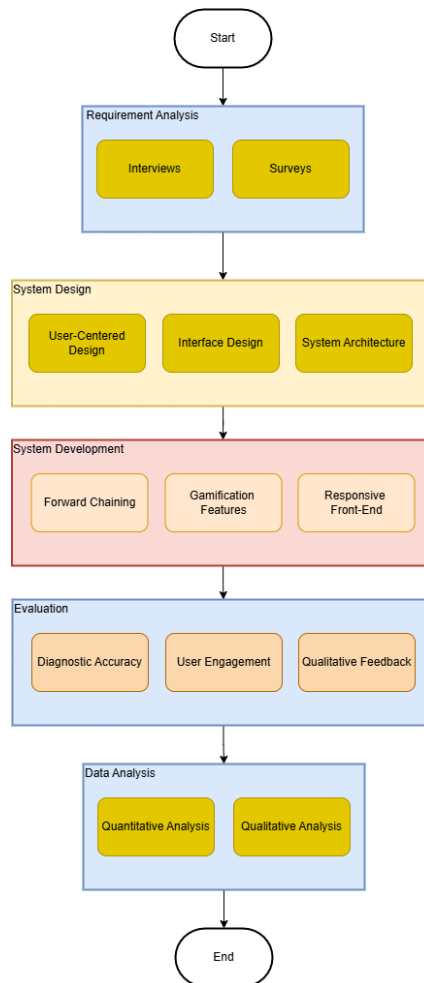 Start
Requirement Analysis
Interviews
Surveys
System Design
User-Centered
Design
Interface Design
System Architecture
System Development
Forward Chaining
Gamification
Features
Responsive
Front-End
Evaluation
Diagnostic Accuracy
User Engagement
Qualitative Feedback
Data Analysis
Quantitative Analysis
Qualitative Analysis
End